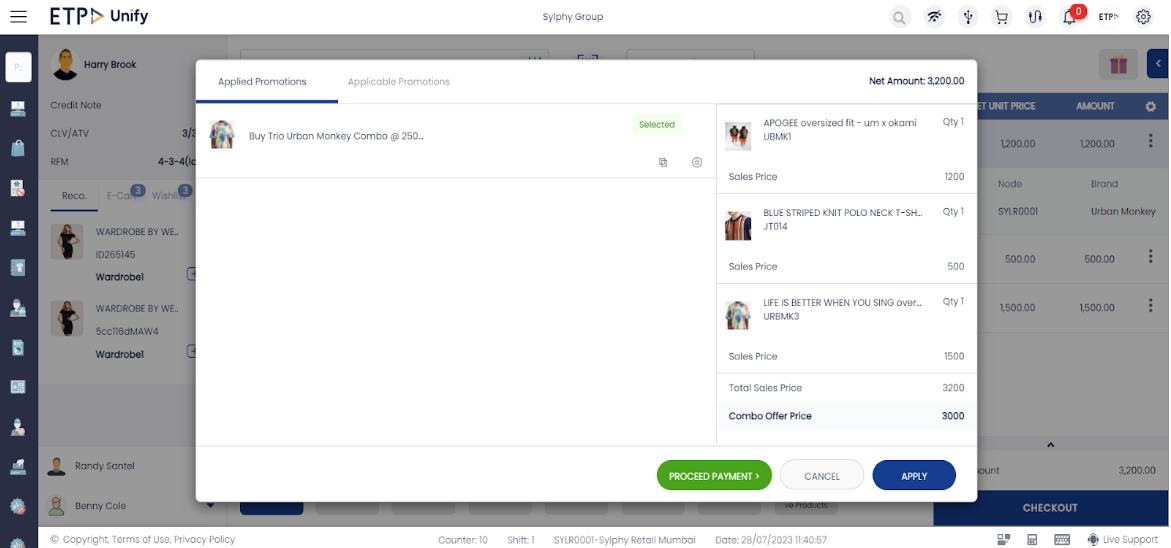 ETP Unify
Sylphy Group
0
ETP
P..
Harry Brook
Credit Note
CLV/ATV
3/3
RFM
4-3-4(
Reco.
E-Ca
3
Wishlis
3
WARDROBE BY WE..
ID265145
Wardrobe1
WARDROBE BY WE..
5cc116dMAW4
Wardrobe1
Randy Santel
Benny Cole
Applied Promotions
Applicable Promotions
Net Amount: 3,200.00
Buy Trio Urban Monkey Combo @ 250...
Selected
APOGEE oversized fit - um x okami
Qty 1
UBMK1
Sales Price
1200
BLUE STRIPED KNIT POLO NECK T-SH...
Qty 1
JT014
Sales Price
500
LIFE IS BETTER WHEN YOU SING over...
Qty 1
URBMK3
Sales Price
1500
Total Sales Price
3200
Combo Offer Price
3000
PROCEED PAYMENT >
CANCEL
APPLY
ET UNIT PRICE
AMOUNT
1,200.00
1,200.00
Node
Brand
SYLR0001
Urban Monkey
500.00
500.00
1,500.00
1,500.00
ount
3,200.00
ve Products
CHECKOUT
© Copyright, Terms of Use, Privacy Policy
Counter: 10
Shift: 1
SYLR0001-Sylphy Retail Mumbai
Date: 28/07/2023 11:40:57
Live Support